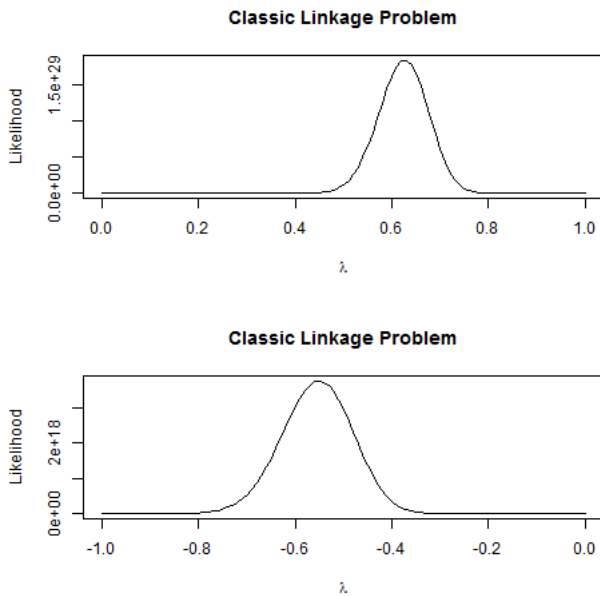 Classic Linkage Problem
Likelihood
0.0e+00
1.5e+29
0.0 0.2 0.4 0.6 0.8 1.0
λ
Classic Linkage Problem
Likelihood
0e+00
2e+18
-1.0 -0.8 -0.6 -0.4 -0.2 0.0
λ